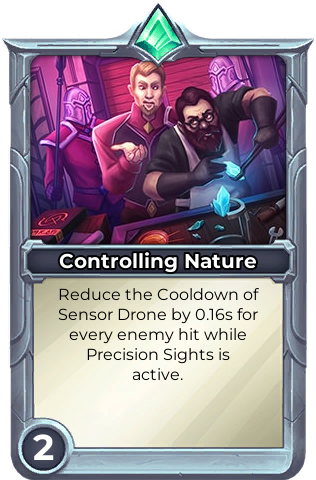 Controlling Nature
Reduce the Cooldown of
Sensor Drone by 0.16s for
every enemy hit while
Precision Sights is
active.
2